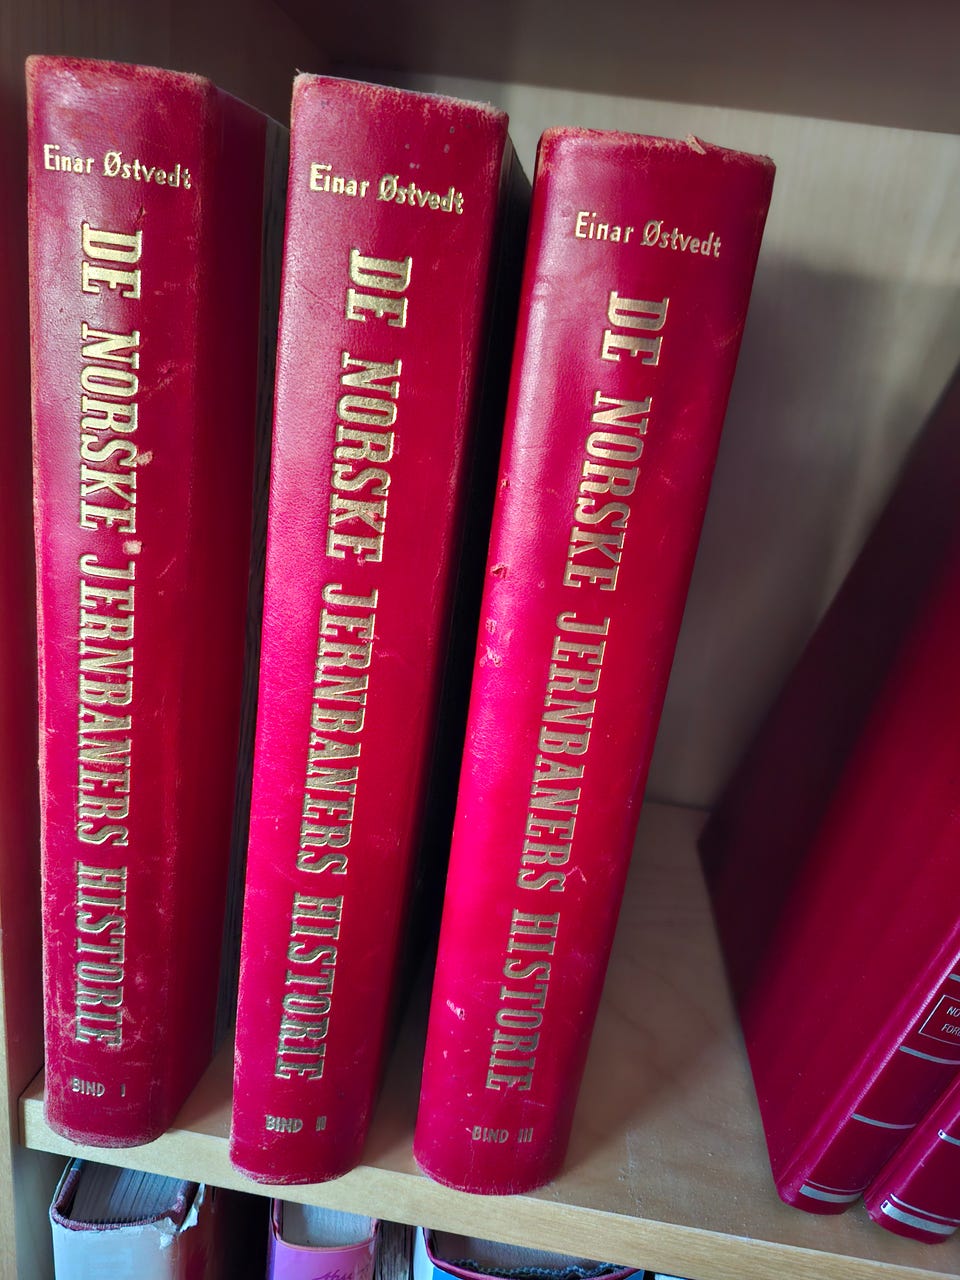 Einar Østvedt
DE NORSKE JERNBANERS HISTORIE
BIND I
Einar Østvedt
DE NORSKE JERNBANERS HISTORIE
BIND II
Einar Østvedt
DE NORSKE JERNBANERS HISTORIE
BIND III